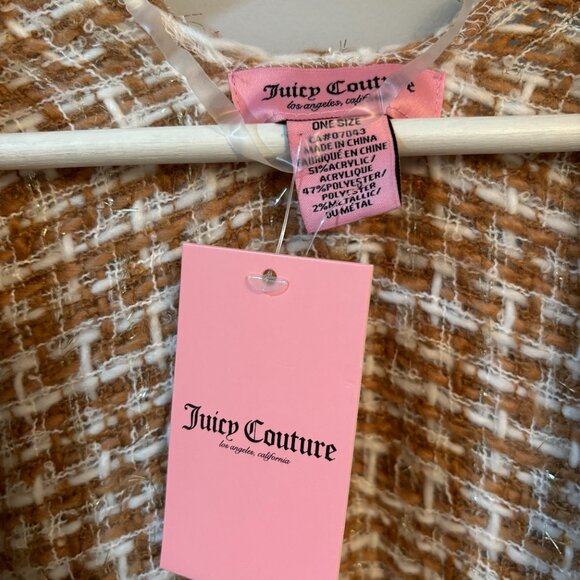 Juicy Couture
los angeles, calif
ONE SIZE
CA#07043
MADE IN CHINA
FABRIQUÉ EN CHINE
51%ACRYLIC/
ACRYLIQUE
47%POLYESTER/
POLYESTER
2%METALLIC/
DU MÉTAL
Juicy Couture
los angeles, california